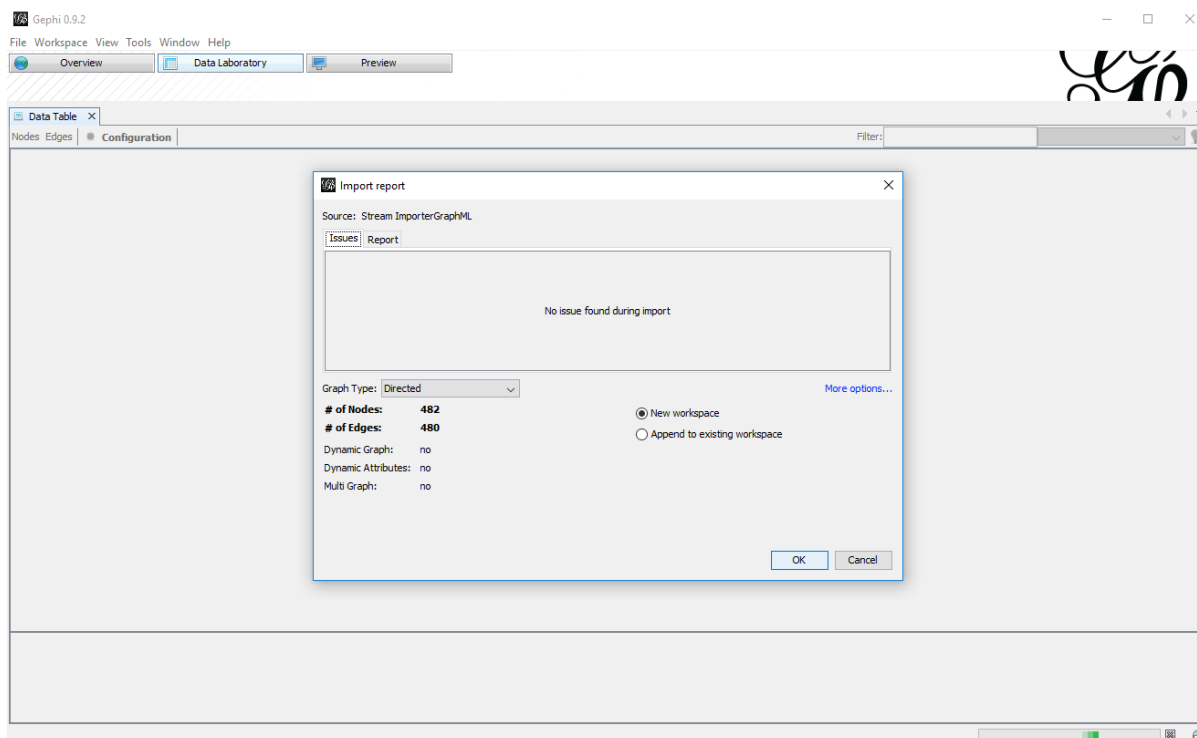 Gephi 0.9.2
File Workspace View Tools Window Help
Overview Data Laboratory Preview
Data Table
Nodes Edges Configuration Filter:
Import report
Source: Stream ImporterGraphML
Issues Report
No issue found during import
Graph Type: Directed More options...
# of Nodes: 482
New workspace
# of Edges: 480
Append to existing workspace
Dynamic Graph: no
Dynamic Attributes: no
Multi Graph: no
OK Cancel